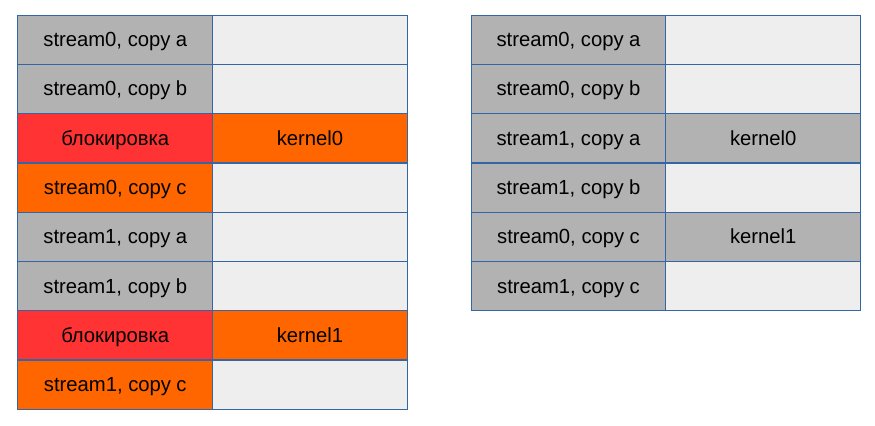 stream0, copy a
stream0, copy b
блокировка kernel0
stream0, copy c
stream1, copy a
stream1, copy b
блокировка kernel1
stream1, copy c
stream0, copy a
stream0, copy b
stream1, copy a kernel0
stream1, copy b
stream0, copy c kernel1
stream1, copy c